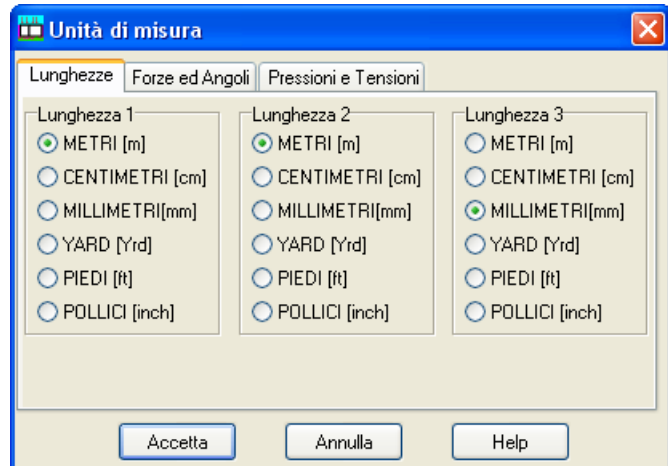 Unità di misura
Lunghezze Forze ed Angoli Pressioni e Tensioni
Lunghezza 1
METRI [m]
CENTIMETRI [cm]
MILLIMETRI[mm]
YARD [Yrd]
PIEDI [ft]
POLLICI [inch]
Lunghezza 2
METRI [m]
CENTIMETRI [cm]
MILLIMETRI[mm]
YARD [Yrd]
PIEDI [ft]
POLLICI [inch]
Lunghezza 3
METRI [m]
CENTIMETRI [cm]
MILLIMETRI[mm]
YARD [Yrd]
PIEDI [ft]
POLLICI [inch]
Accetta Annulla Help